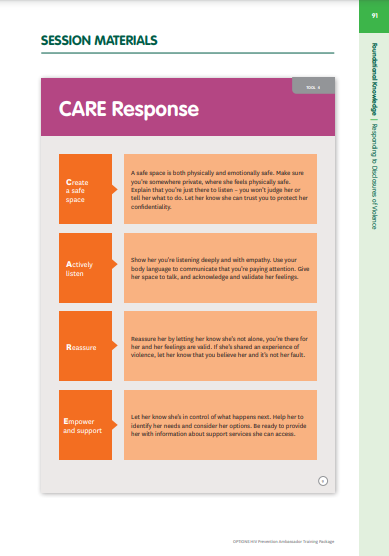 91
Foundational Knowledge | Responding to Disclosures of Violence
SESSION MATERIALS
TOOL 4
CARE Response
Create
a safe
space
A safe space is both physically and emotionally safe. Make sure
you're somewhere private, where she feels physically safe.
Explain that you're just there to listen – you won't judge her or
tell her what to do. Let her know she can trust you to protect her
confidentiality.
Actively
listen
Show her you're listening deeply and with empathy. Use your
body language to communicate that you're paying attention. Give
her space to talk, and acknowledge and validate her feelings.
Reassure
Reassure her by letting her know she's not alone, you're there for
her and her feelings are valid. If she's shared an experience of
violence, let her know that you believe her and it's not her fault.
Empower
and support
Let her know she's in control of what happens next. Help her to
identify her needs and consider her options. Be ready to provide
her with information about support services she can access.
OPTIONS HIV Prevention Ambassador Training Package